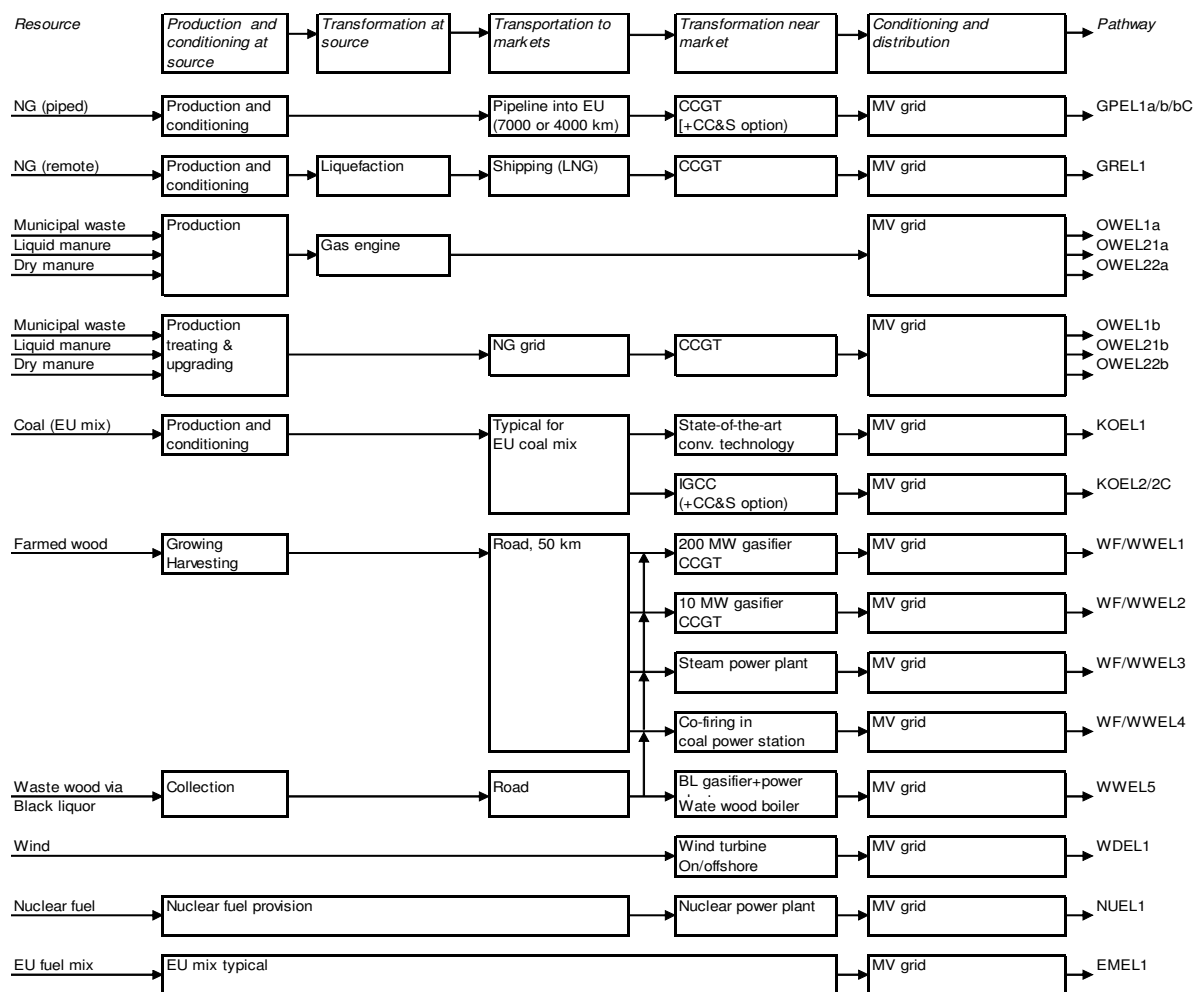 Resource
Production and
conditioning at
source
Transformation at
source
Transportation to
markets
Transformation near
market
Conditioning and
distribution
Pathway
NG (piped)
Production and
conditioning
Pipeline into EU
(7000 or 4000 km)
CCGT
[+CC&S option)
MV grid
GPEL1a/b/bC
NG (remote)
Production and
conditioning
Liquefaction
Shipping (LNG)
CCGT
MV grid
GREL1
Municipal waste
Liquid manure
Dry manure
Production
Gas engine
MV grid
OWEL1a
OWEL21a
OWEL22a
Municipal waste
Liquid manure
Dry manure
Production
treating &
upgrading
NG grid
CCGT
MV grid
OWEL1b
OWEL21b
OWEL22b
Coal (EU mix)
Production and
conditioning
Typical for
EU coal mix
State-of-the-art
conv. technology
MV grid
KOEL1
IGCC
(+CC&S option)
MV grid
KOEL2/2C
Farmed wood
Growing
Harvesting
Road, 50 km
200 MW gasifier
CCGT
MV grid
WF/WWEL1
10 MW gasifier
CCGT
MV grid
WF/WWEL2
Steam power plant
MV grid
WF/WWEL3
Co-firing in
coal power station
MV grid
WF/WWEL4
Waste wood via
Black liquor
Collection
Road
BL gasifier+power
Wate wood boiler
MV grid
WWEL5
Wind
Wind turbine
On/offshore
MV grid
WDEL1
Nuclear fuel
Nuclear fuel provision
Nuclear power plant
MV grid
NUEL1
EU fuel mix
EU mix typical
MV grid
EMEL1